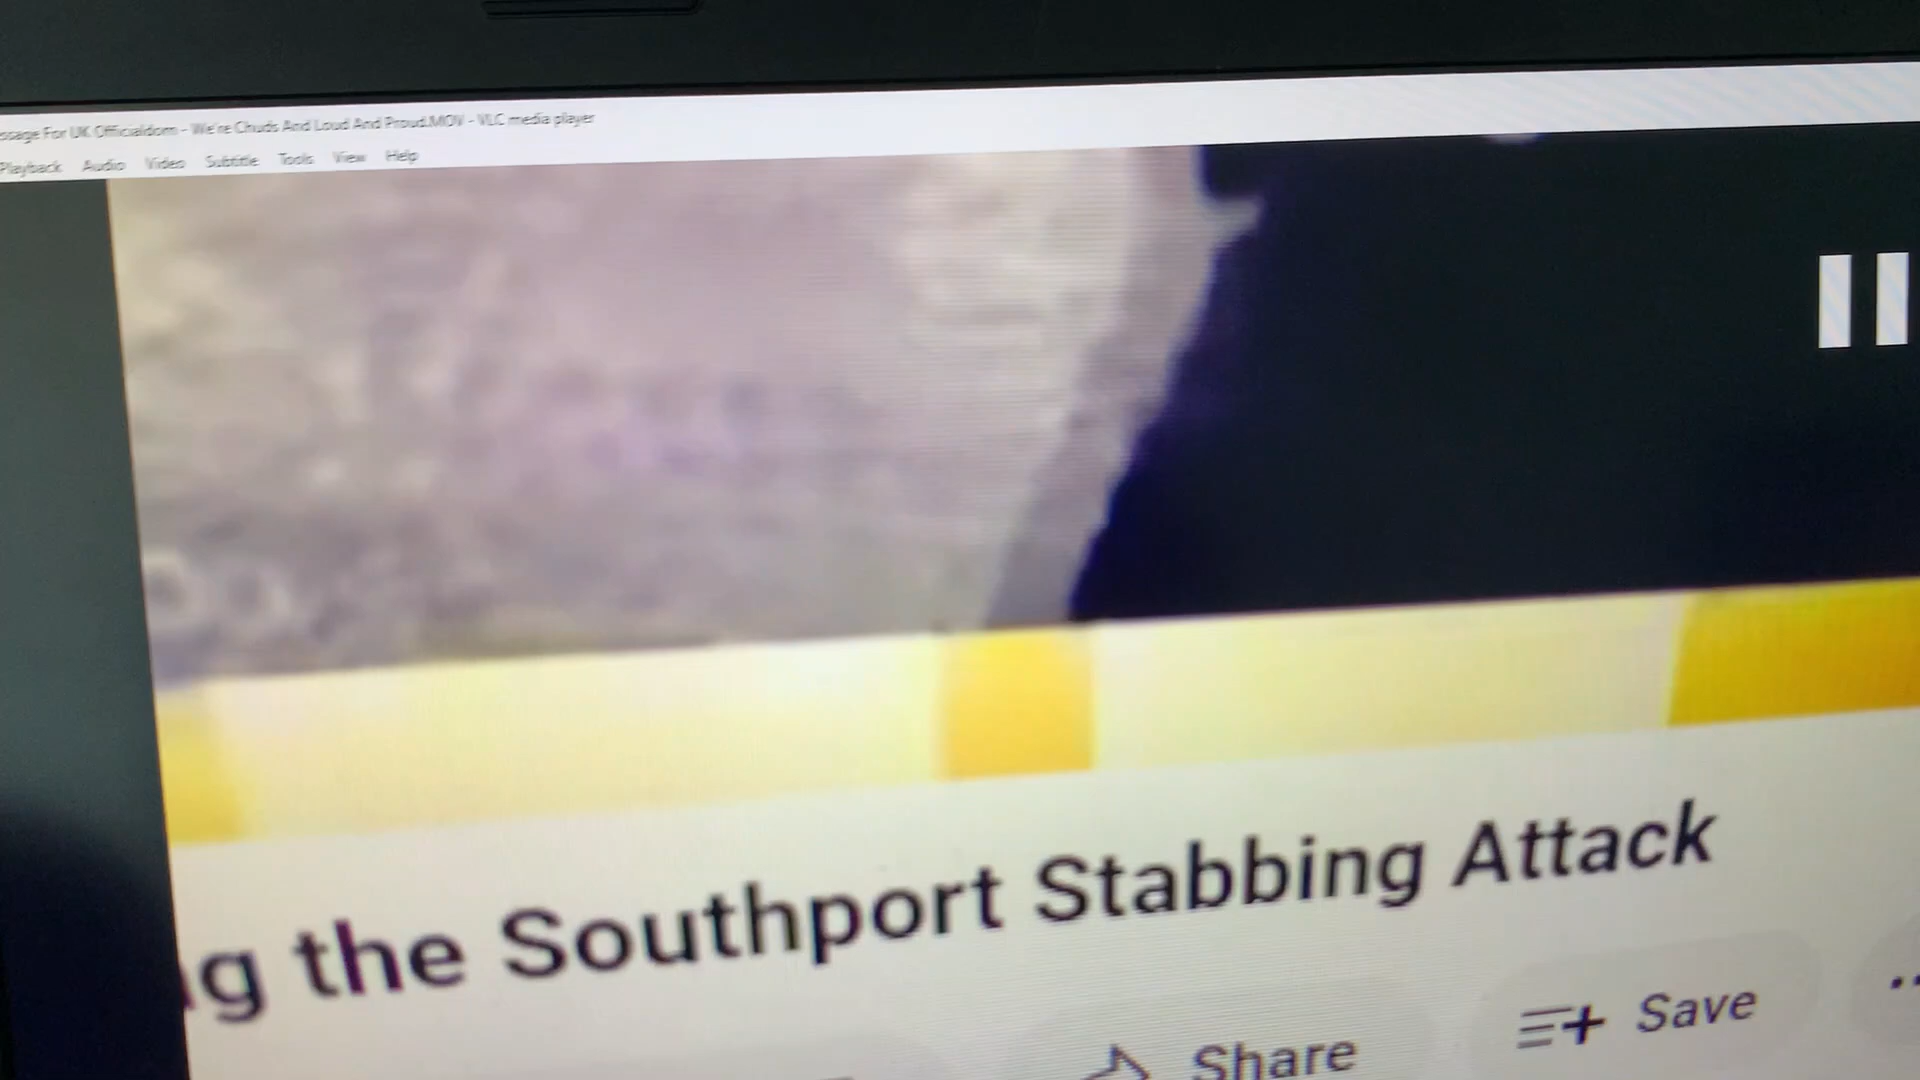 ssage For UK Officialdom - We're Chuds And Loud And Proud.MOV - VLC media player
Playback Audio Video Subtitle Tools View Help
ng the Southport Stabbing Attack
Share
Save